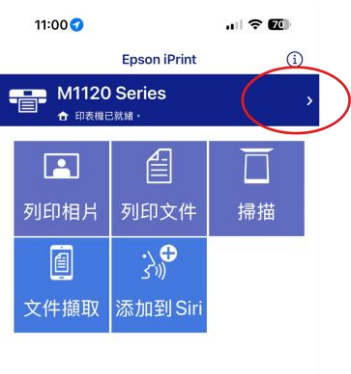 11:00
70
Epson iPrint
M1120 Series
印表機已就緒。
列印相片 列印文件 掃描
文件擷取 添加到 Siri